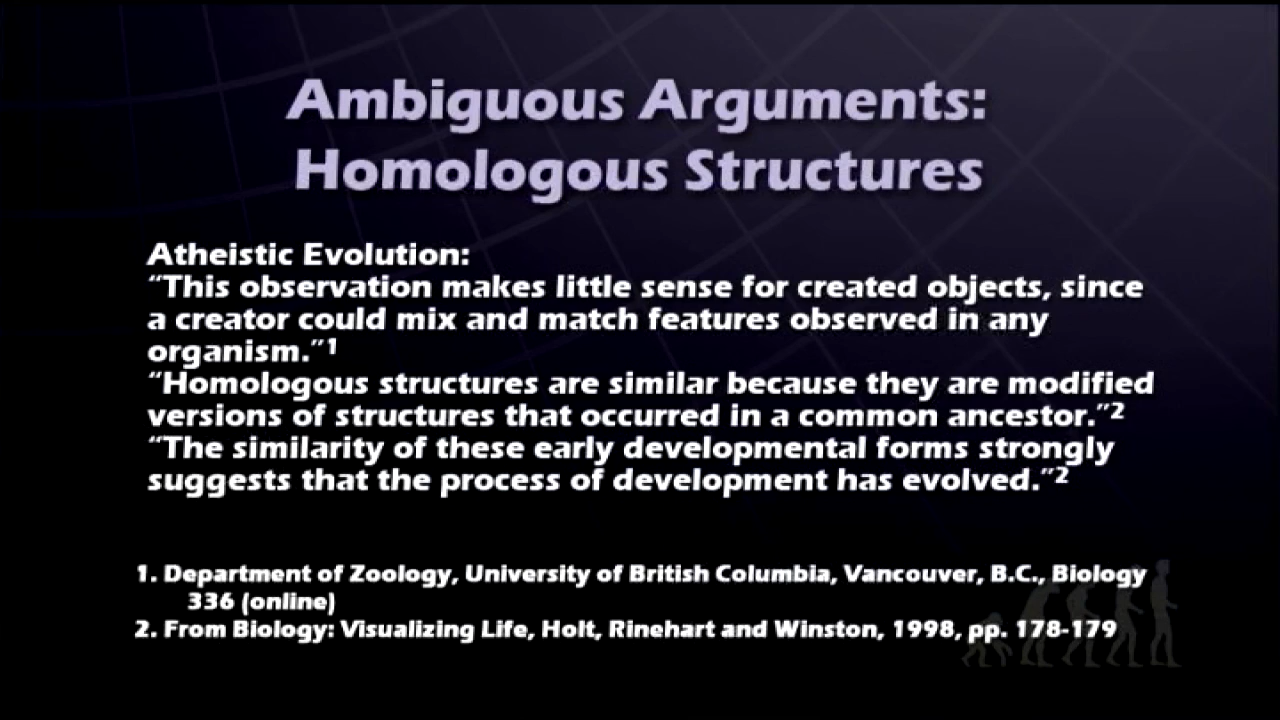 Ambiguous Arguments:
Homologous Structures
Atheistic Evolution:
“This observation makes little sense for created objects, since
a creator could mix and match features observed in any
organism.”1
“Homologous structures are similar because they are modified
versions of structures that occurred in a common ancestor.”2
“The similarity of these early developmental forms strongly
suggests that the process of development has evolved.”2
1. Department of Zoology, University of British Columbia, Vancouver, B.C., Biology
336 (online)
2. From Biology: Visualizing Life, Holt, Rinehart and Winston, 1998, pp. 178-179